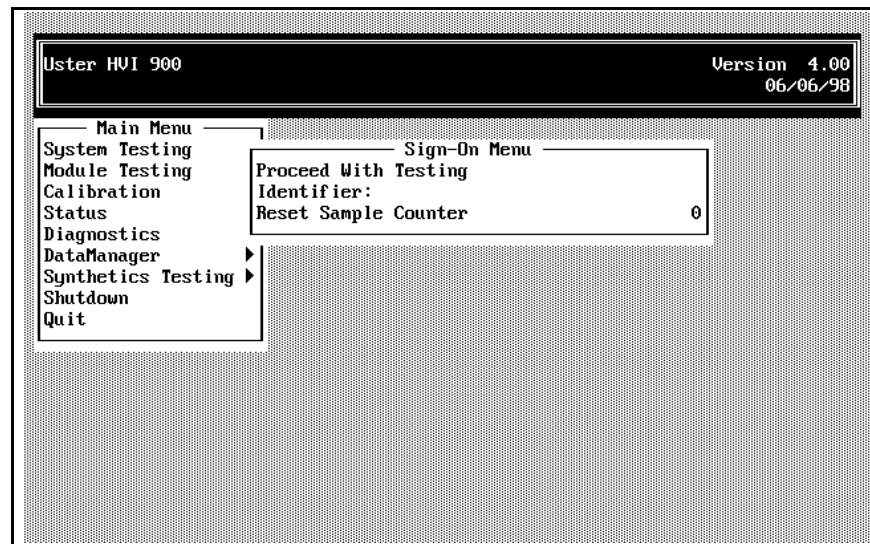 Uster HVI 900 Version 4.00
06/06/98
Main Menu
System Testing
Module Testing
Calibration
Status
Diagnostics
DataManager
Synthetics Testing
Shutdown
Quit
Sign-On Menu
Proceed With Testing
Identifier:
Reset Sample Counter 0